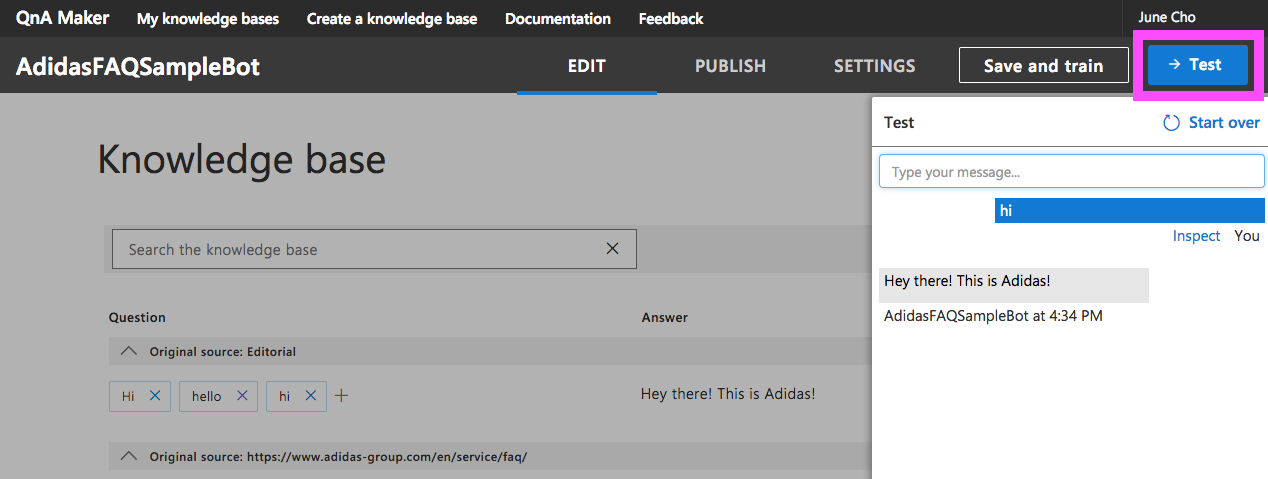 QnA Maker My knowledge bases Create a knowledge base Documentation Feedback June Cho
AdidasFAQSampleBot EDIT PUBLISH SETTINGS Save and train → Test
Test Start over
Knowledge base
Type your message...
hi
Inspect You
Search the knowledge base
Hey there! This is Adidas!
AdidasFAQSampleBot at 4:34 PM
Question Answer
Original source: Editorial
Hi hello hi Hey there! This is Adidas!
Original source: https://www.adidas-group.com/en/service/faq/